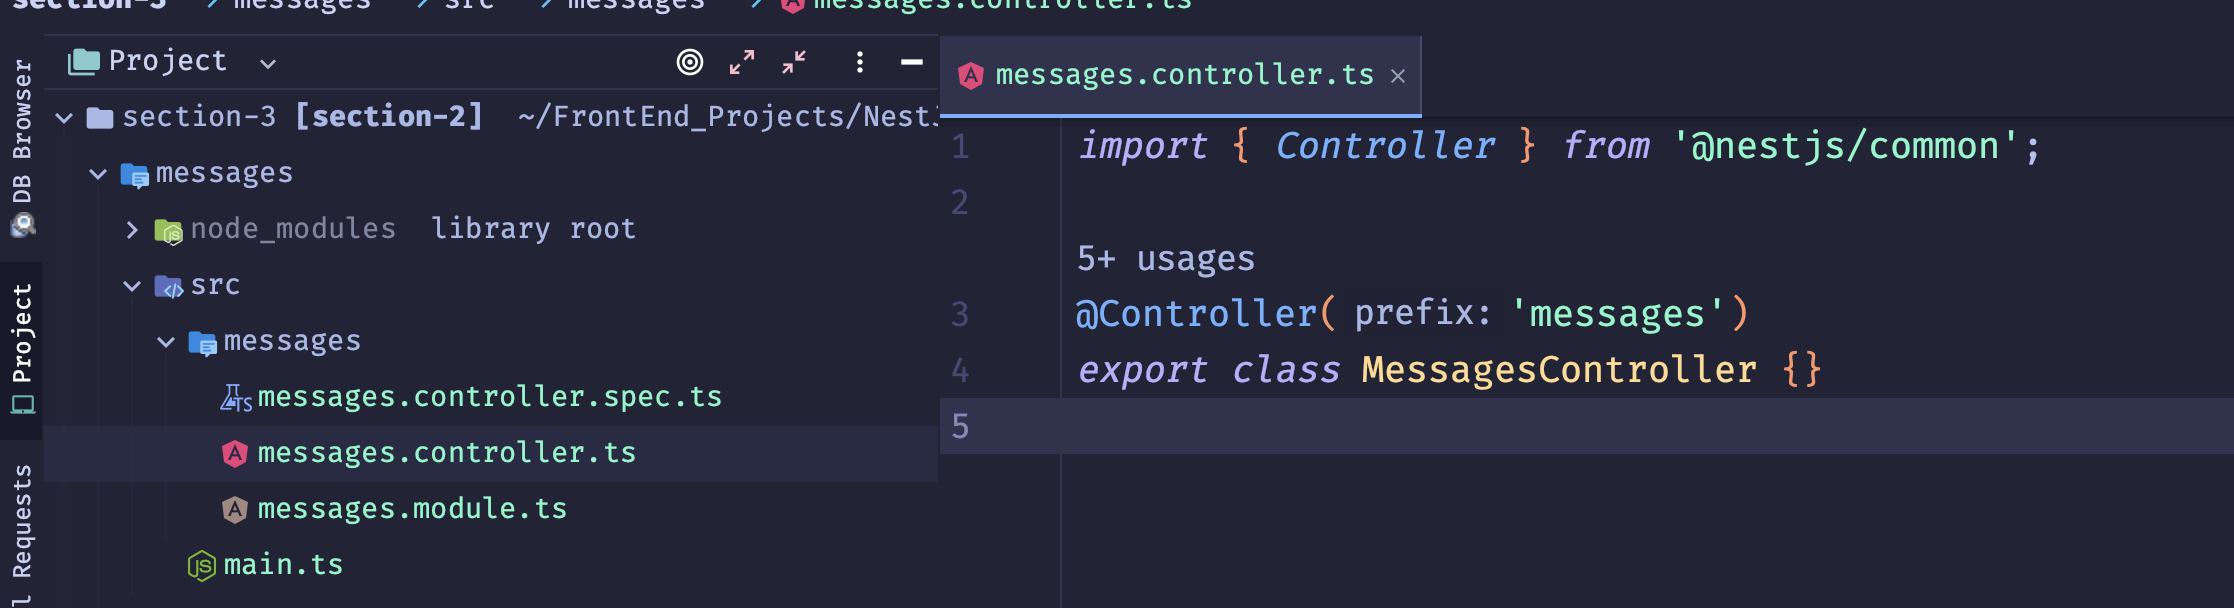 section-3 > messages > src > messages > messages.controller.ts
DB Browser
Project
Requests
Project
section-3 [section-2] ~/FrontEnd_Projects/Nest
messages
node_modules library root
src
messages
messages.controller.spec.ts
messages.controller.ts
messages.module.ts
main.ts
messages.controller.ts ×
1 import { Controller } from '@nestjs/common';
2
5+ usages
3 @Controller( prefix: 'messages')
4 export class MessagesController {}
5